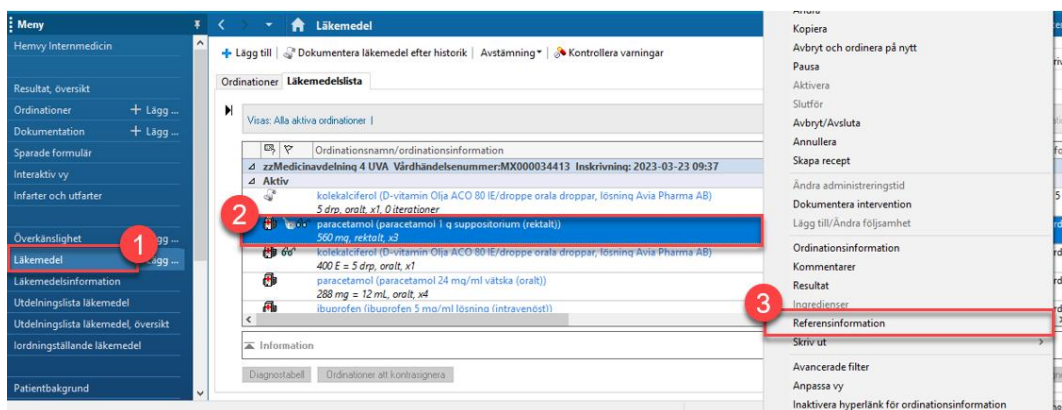 Meny
Hemvy Internmedicin
Resultat, översikt
Ordinationer + Lägg ...
Dokumentation + Lägg ...
Sparade formulär
Interaktiv vy
Infarter och utfarter
Överkänslighet gg ...
1
Läkemedel agg ...
Läkemedelsinformation
Utdelningslista läkemedel
Utdelningslista läkemedel, översikt
Iordningställande läkemedel
Patientbakgrund
Läkemedel
+ Lägg till | Dokumentera läkemedel efter historik | Avstämning | Kontrollera varningar
Ordinationer Läkemedelslista
Visas: Alla aktiva ordinationer |
Ordinationsnamn/ordinationsinformation
zzMedicinavdelning 4 UVA Vårdhändelsenummer:MX000034413 Inskrivning: 2023-03-23 09:37
Aktiv
kolekalciferol (D-vitamin Olja ACO 80 IE/droppe orala droppar, lösning Avia Pharma AB)
5 drp, oralt, x1, 0 iterationer
2
paracetamol (paracetamol 1 g suppositorium (rektalt))
560 mg, rektalt, x3
kolekalciferol (D-vitamin Olja ACO 80 IE/droppe orala droppar, lösning Avia Pharma AB)
400 E = 5 drp, oralt, x1
paracetamol (paracetamol 24 mg/ml vätska (oralt))
288 mg = 12 mL, oralt, x4
ibuprofen (ibuprofen 5 mg/ml lösning (intravenöst))
Information
Diagnostabell Ordinationer att kontrasignera
Ändra
Kopiera
Avbryt och ordinera på nytt
Pausa
Aktivera
Slutför
Avbryt/Avsluta
Annullera
Skapa recept
Ändra administreringstid
Dokumentera intervention
Lägg till/Ändra följsamhet
Ordinationsinformation
Kommentarer
Resultat
Ingredienser
3
Referensinformation
Skriv ut
Avancerade filter
Anpassa vy
Inaktivera hyperlänk för ordinationsinformation